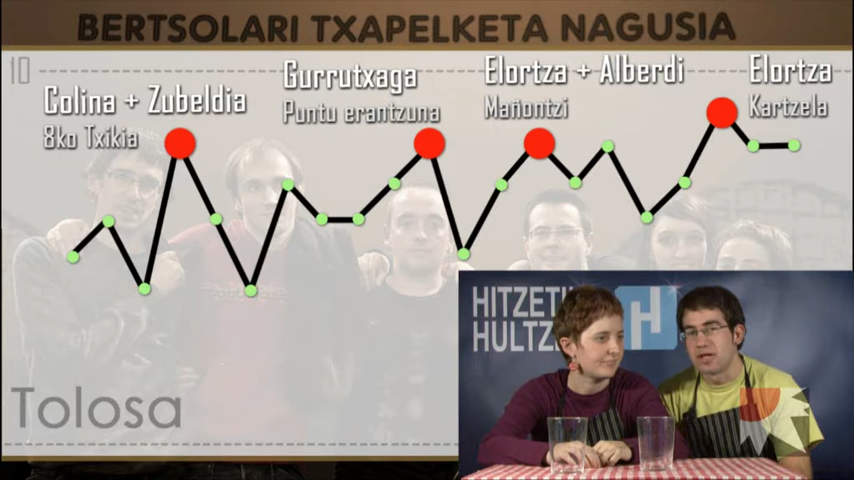 BERTSOLARI TXAPELKETA NAGUSIA
10
Colina + Zubeldia
8ko Txikia
Gurrutxaga
Puntu erantzuna
Elortza + Alberdi
Mañontzi
Elortza
Kartzela
Tolosa
HITZETI
HULTZ